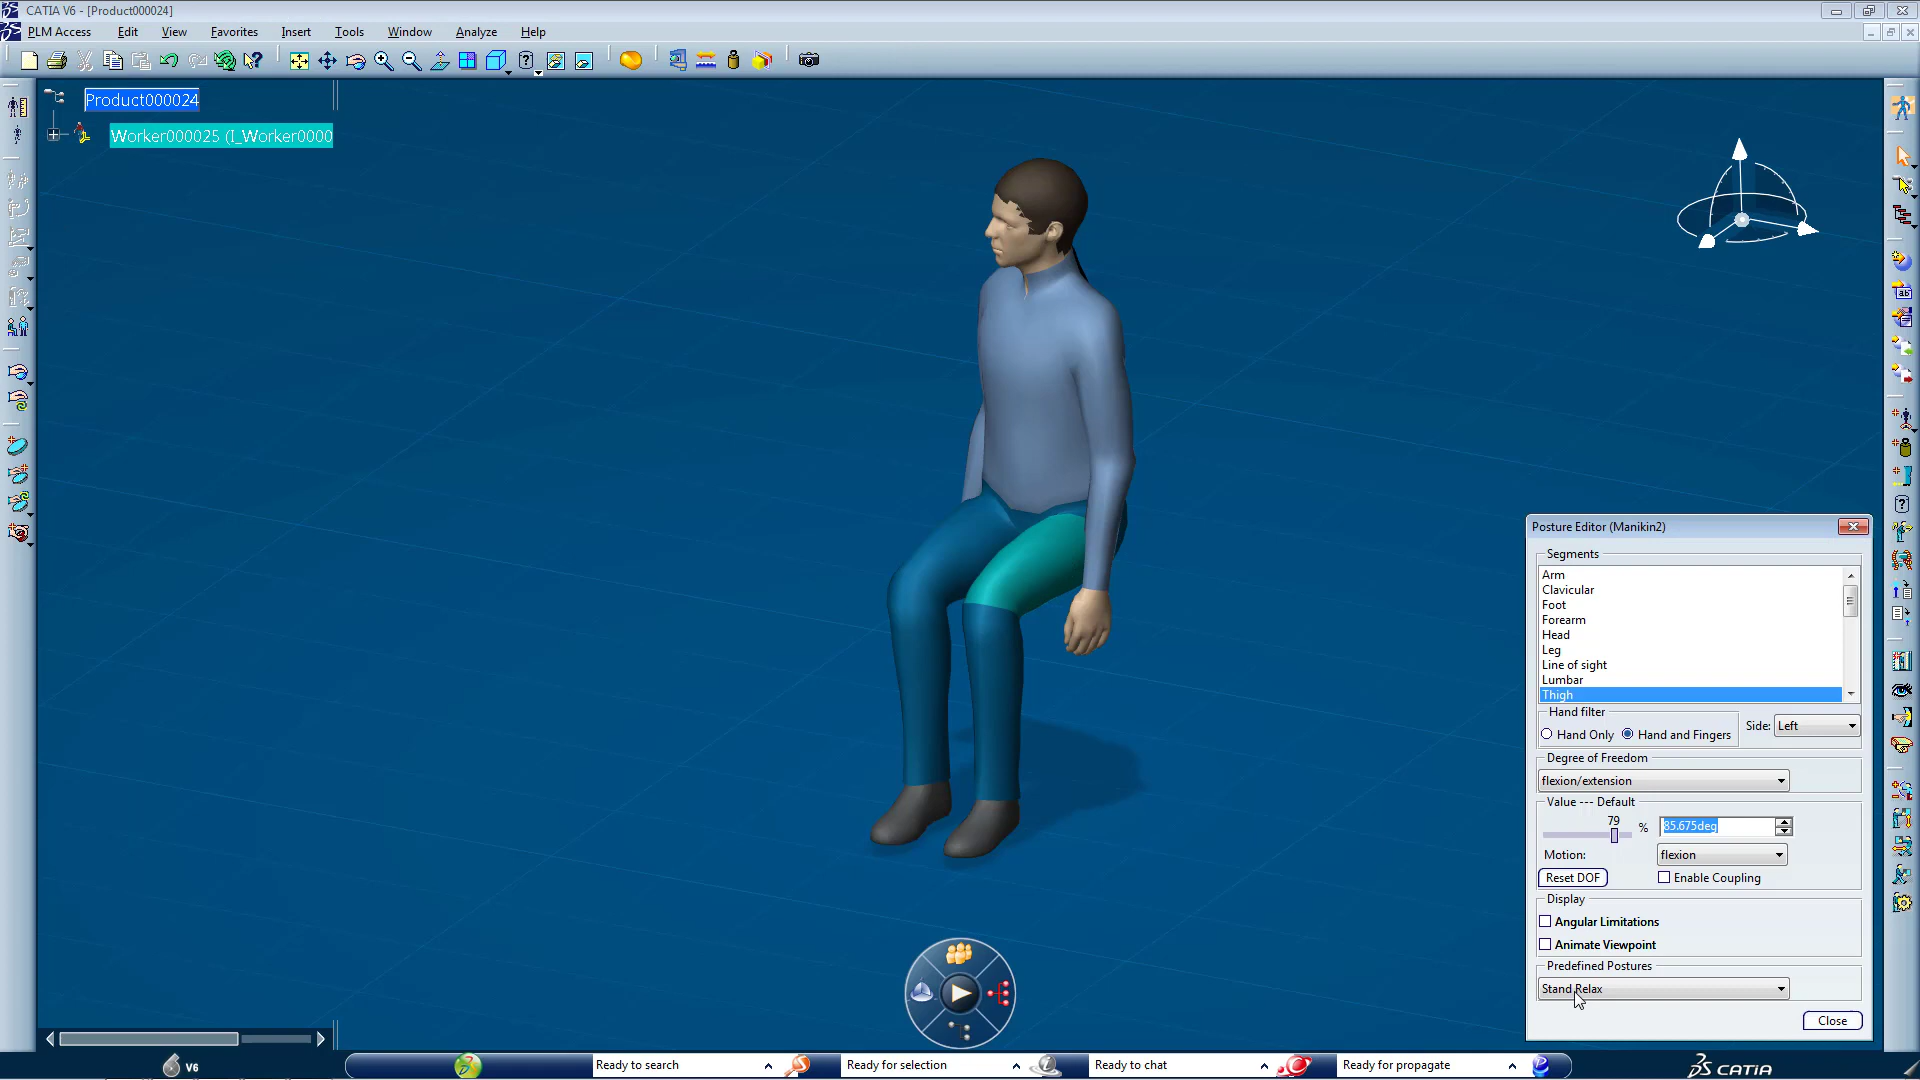 CATIA V6 - [Product000024]
PLM Access Edit View Favorites Insert Tools Window Analyze Help
Product000024
Worker000025 (I_Worker0000
Posture Editor (Manikin2)
Segments
Arm
Clavicular
Foot
Forearm
Head
Leg
Line of sight
Lumbar
Thigh
Hand filter
Hand Only Hand and Fingers Side: Left
Degree of Freedom
flexion/extension
Value --- Default
79 % 85.675deg
Motion: flexion
Reset DOF Enable Coupling
Display
Angular Limitations
Animate Viewpoint
Predefined Postures
Stand Relax
Close
V6 Ready to search Ready for selection Ready to chat Ready for propagate CATIA